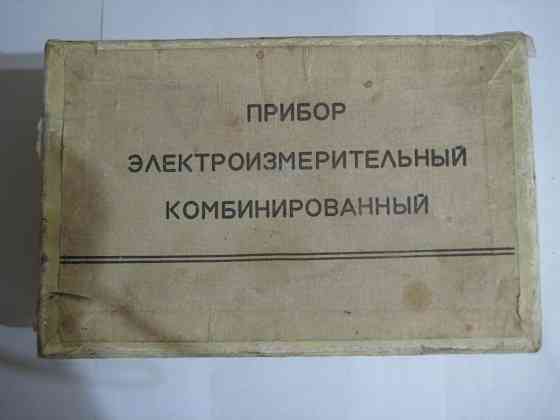 ПРИБОР
ЭЛЕКТРОИЗМЕРИТЕЛЬНЫЙ
КОМБИНИРОВАННЫЙ